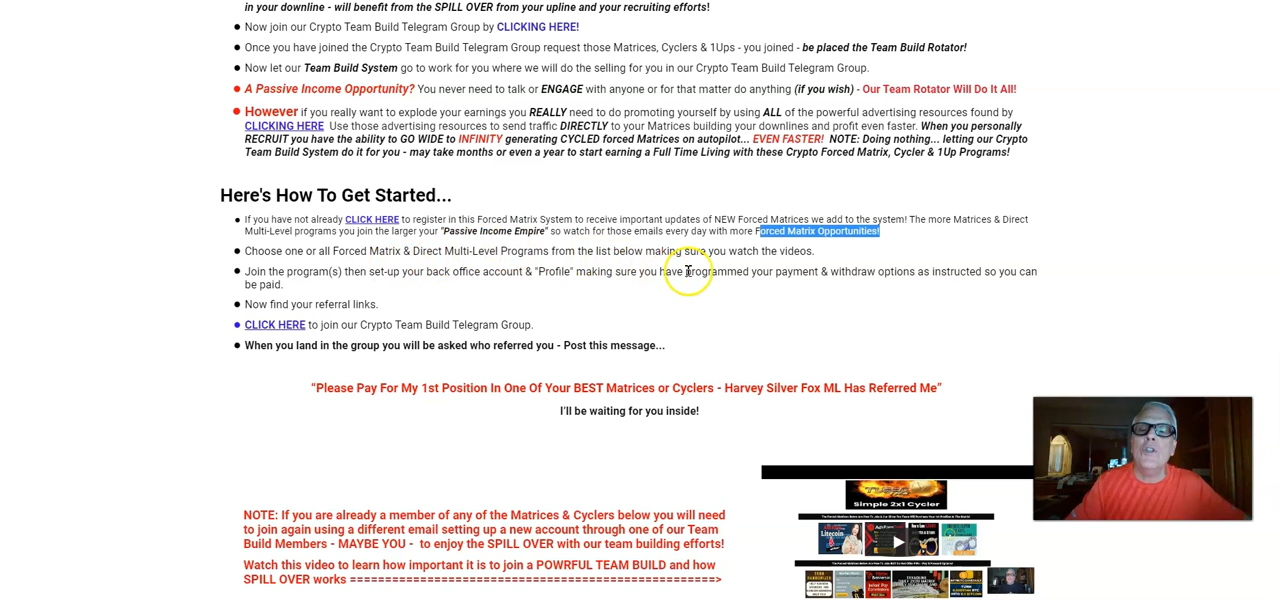 in your downline - will benefit from the SPILL OVER from your upline and your recruiting efforts!
Now join our Crypto Team Build Telegram Group by CLICKING HERE!
Once you have joined the Crypto Team Build Telegram Group request those Matrices, Cyclers & 1Ups - you joined - be placed the Team Build Rotator!
Now let our Team Build System go to work for you where we will do the selling for you in our Crypto Team Build Telegram Group.
A Passive Income Opportunity? You never need to talk or ENGAGE with anyone or for that matter do anything (if you wish) - Our Team Rotator Will Do It All!
However if you really want to explode your earnings you REALLY need to do promoting yourself by using ALL of the powerful advertising resources found by
CLICKING HERE Use those advertising resources to send traffic DIRECTLY to your Matrices building your downlines and profit even faster. When you personally
RECRUIT you have the ability to GO WIDE to INFINITY generating CYCLED forced Matrices on autopilot... EVEN FASTER! NOTE: Doing nothing... letting our Crypto
Team Build System do it for you - may take months or even a year to start earning a Full Time Living with these Crypto Forced Matrix, Cycler & 1Up Programs!
Here's How To Get Started...
If you have not already CLICK HERE to register in this Forced Matrix System to receive important updates of NEW Forced Matrices we add to the system! The more Matrices & Direct
Multi-Level programs you join the larger your "Passive Income Empire" so watch for those emails every day with more Forced Matrix Opportunities!
Choose one or all Forced Matrix & Direct Multi-Level Programs from the list below making sure you watch the videos.
Join the program(s) then set-up your back office account & "Profile" making sure you have programmed your payment & withdraw options as instructed so you can
be paid.
Now find your referral links.
CLICK HERE to join our Crypto Team Build Telegram Group.
When you land in the group you will be asked who referred you - Post this message...
“Please Pay For My 1st Position In One Of Your BEST Matrices or Cyclers - Harvey Silver Fox ML Has Referred Me”
I'll be waiting for you inside!
NOTE: If you are already a member of any of the Matrices & Cyclers below you will need
to join again using a different email setting up a new account through one of our Team
Build Members - MAYBE YOU - to enjoy the SPILL OVER with our team building efforts!
Watch this video to learn how important it is to join a POWRFUL TEAM BUILD and how
SPILL OVER works ====================================================>
Simple 2x1 Cycler
Litecoin